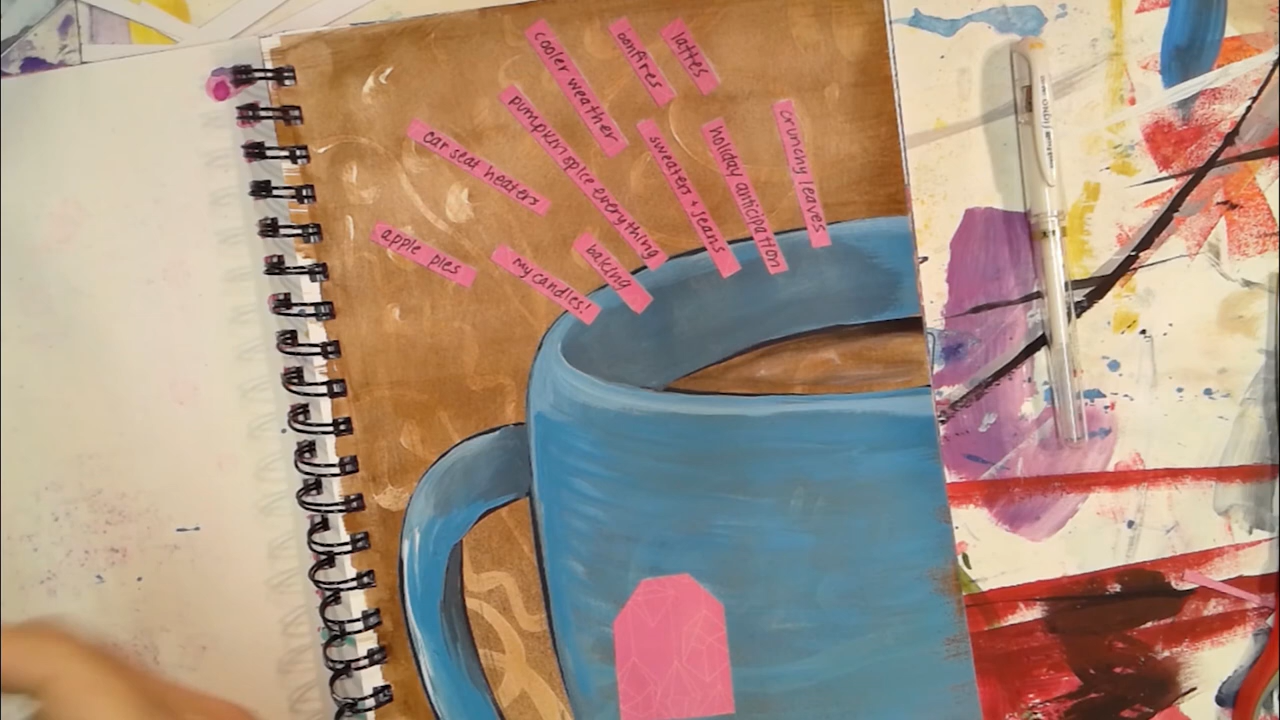 cooler weather
bonfires
lattes
pumpkin spice everything
car seat heaters
sweaters + jeans
holiday anticipation
crunchy leaves
apple pies
my candles!
baking